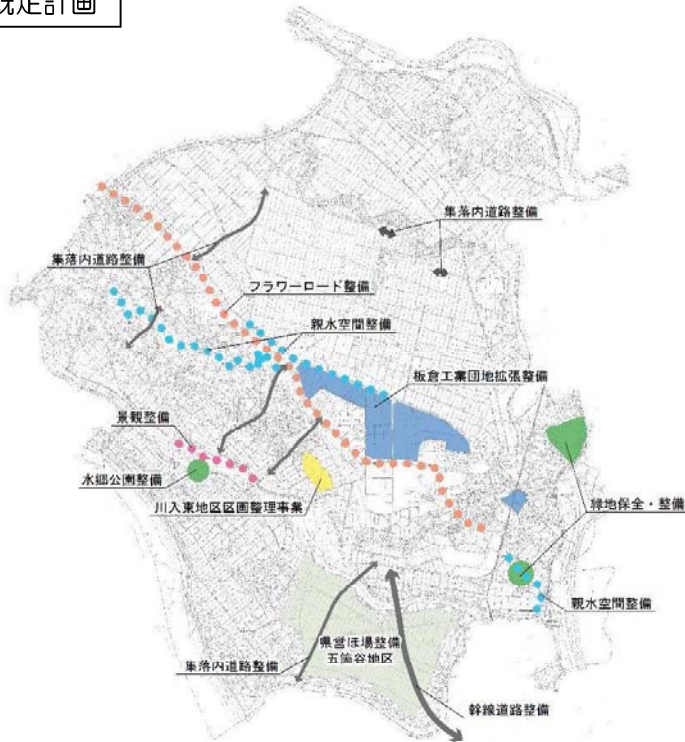 既定計画
集落内道路整備
集落内道路整備
フラワーロード整備
親水空間整備
板倉工業団地拡張整備
景観整備
水郷公園整備
川入東地区区画整理事業
緑地保全・整備
親水空間整備
県営ほ場整備
五箇谷地区
集落内道路整備
幹線道路整備